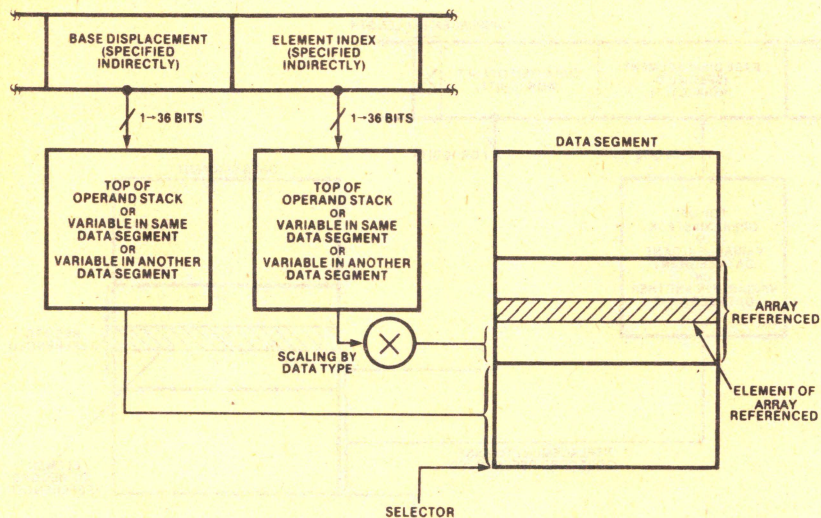 BASE DISPLACEMENT
(SPECIFIED
INDIRECTLY)
ELEMENT INDEX
(SPECIFIED
INDIRECTLY)
1→36 BITS
1→36 BITS
DATA SEGMENT
TOP OF
OPERAND STACK
OR
VARIABLE IN SAME
DATA SEGMENT
OR
VARIABLE IN ANOTHER
DATA SEGMENT
TOP OF
OPERAND STACK
OR
VARIABLE IN SAME
DATA SEGMENT
OR
VARIABLE IN ANOTHER
DATA SEGMENT
ARRAY
REFERENCED
SCALING BY
DATA TYPE
ELEMENT OF
ARRAY
REFERENCED
SELECTOR